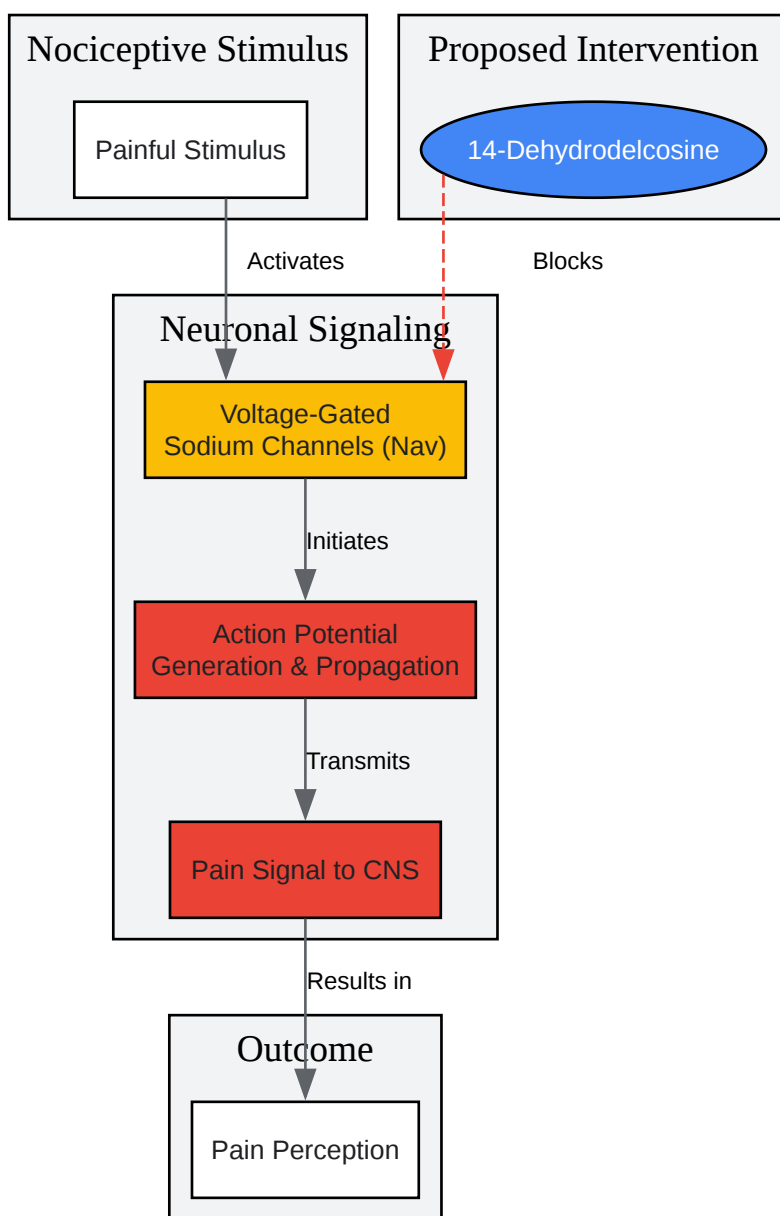 Nociceptive Stimulus
Proposed Intervention
Painful Stimulus
14-Dehydrodelcosine
Activates
Blocks
Neuronal Signaling
Voltage-Gated
Sodium Channels (Nav)
Initiates
Action Potential
Generation & Propagation
Transmits
Pain Signal to CNS
Results in
Outcome
Pain Perception